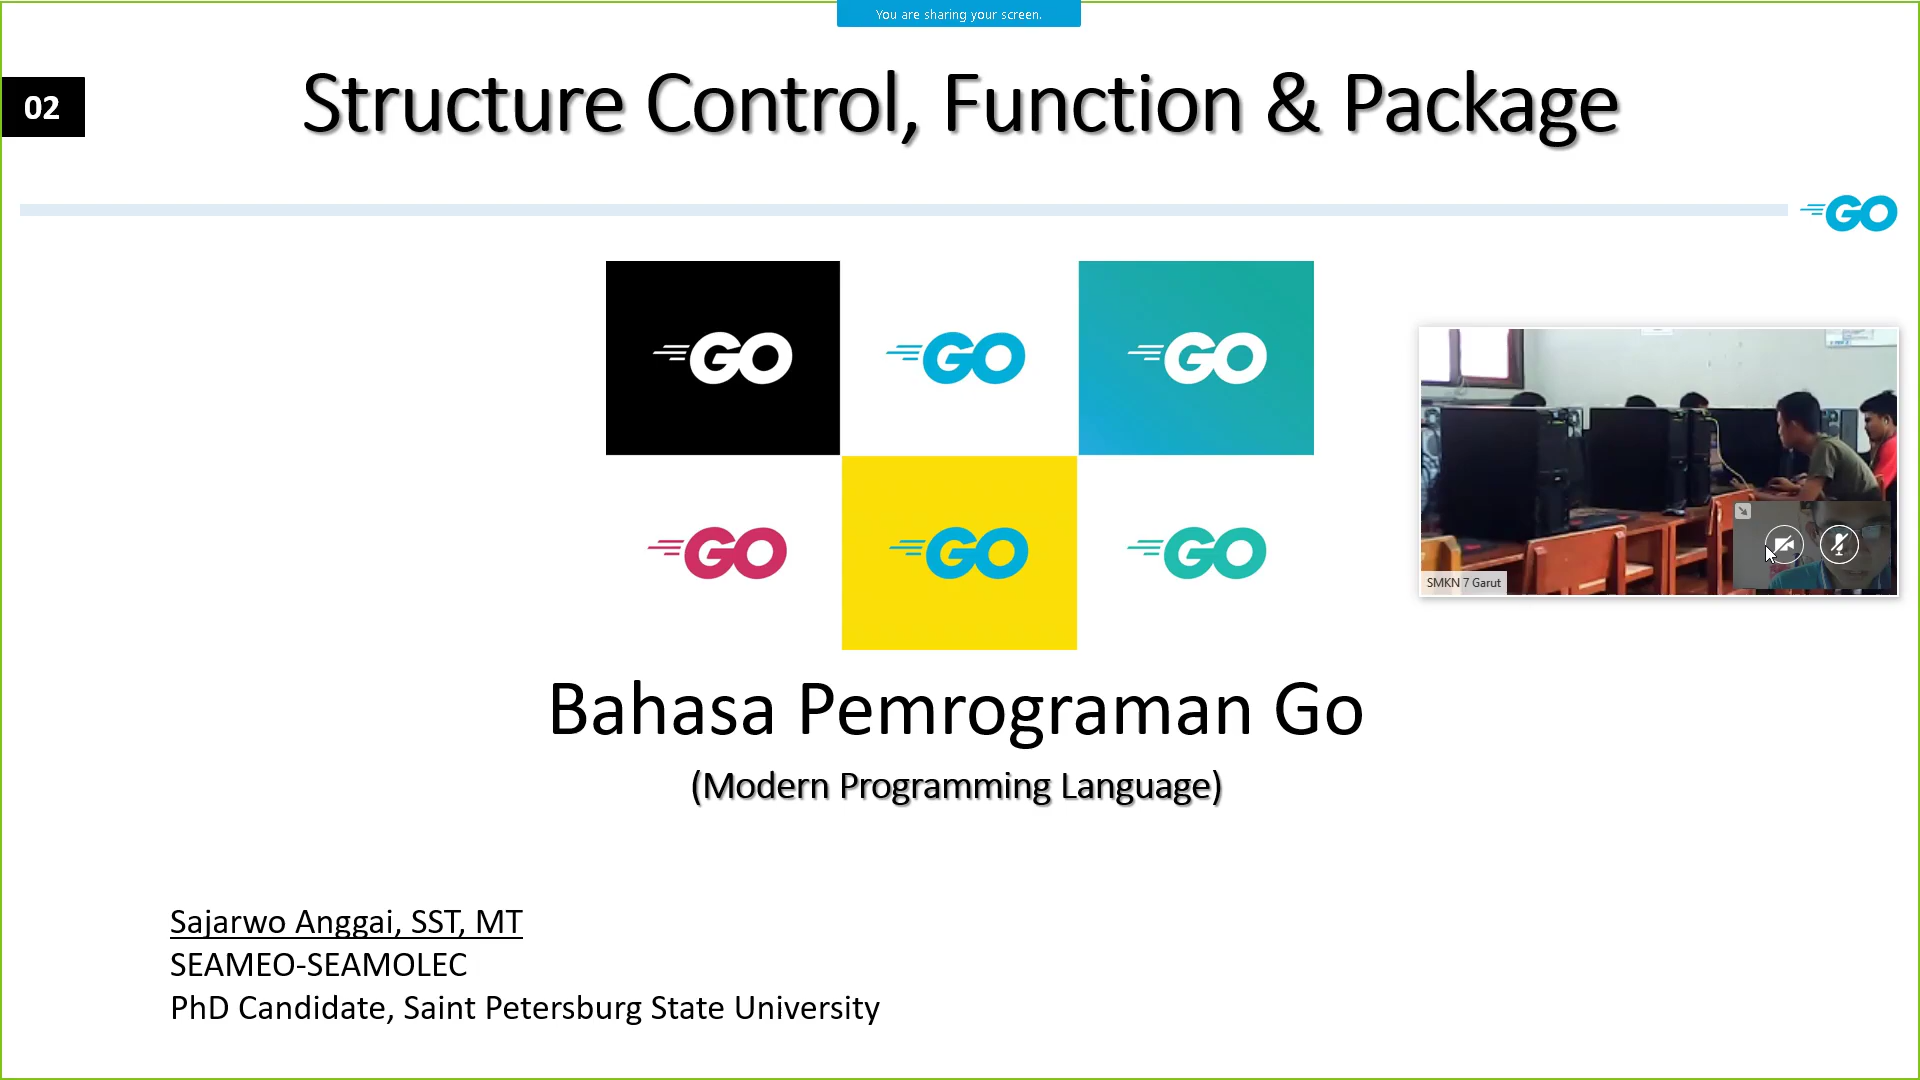 You are sharing your screen.
02
Structure Control, Function & Package
GO
GO GO GO
GO GO GO
SMKN 7 Garut
Bahasa Pemrograman Go
(Modern Programming Language)
Sajarwo Anggai, SST, MT
SEAMEO-SEAMOLEC
PhD Candidate, Saint Petersburg State University